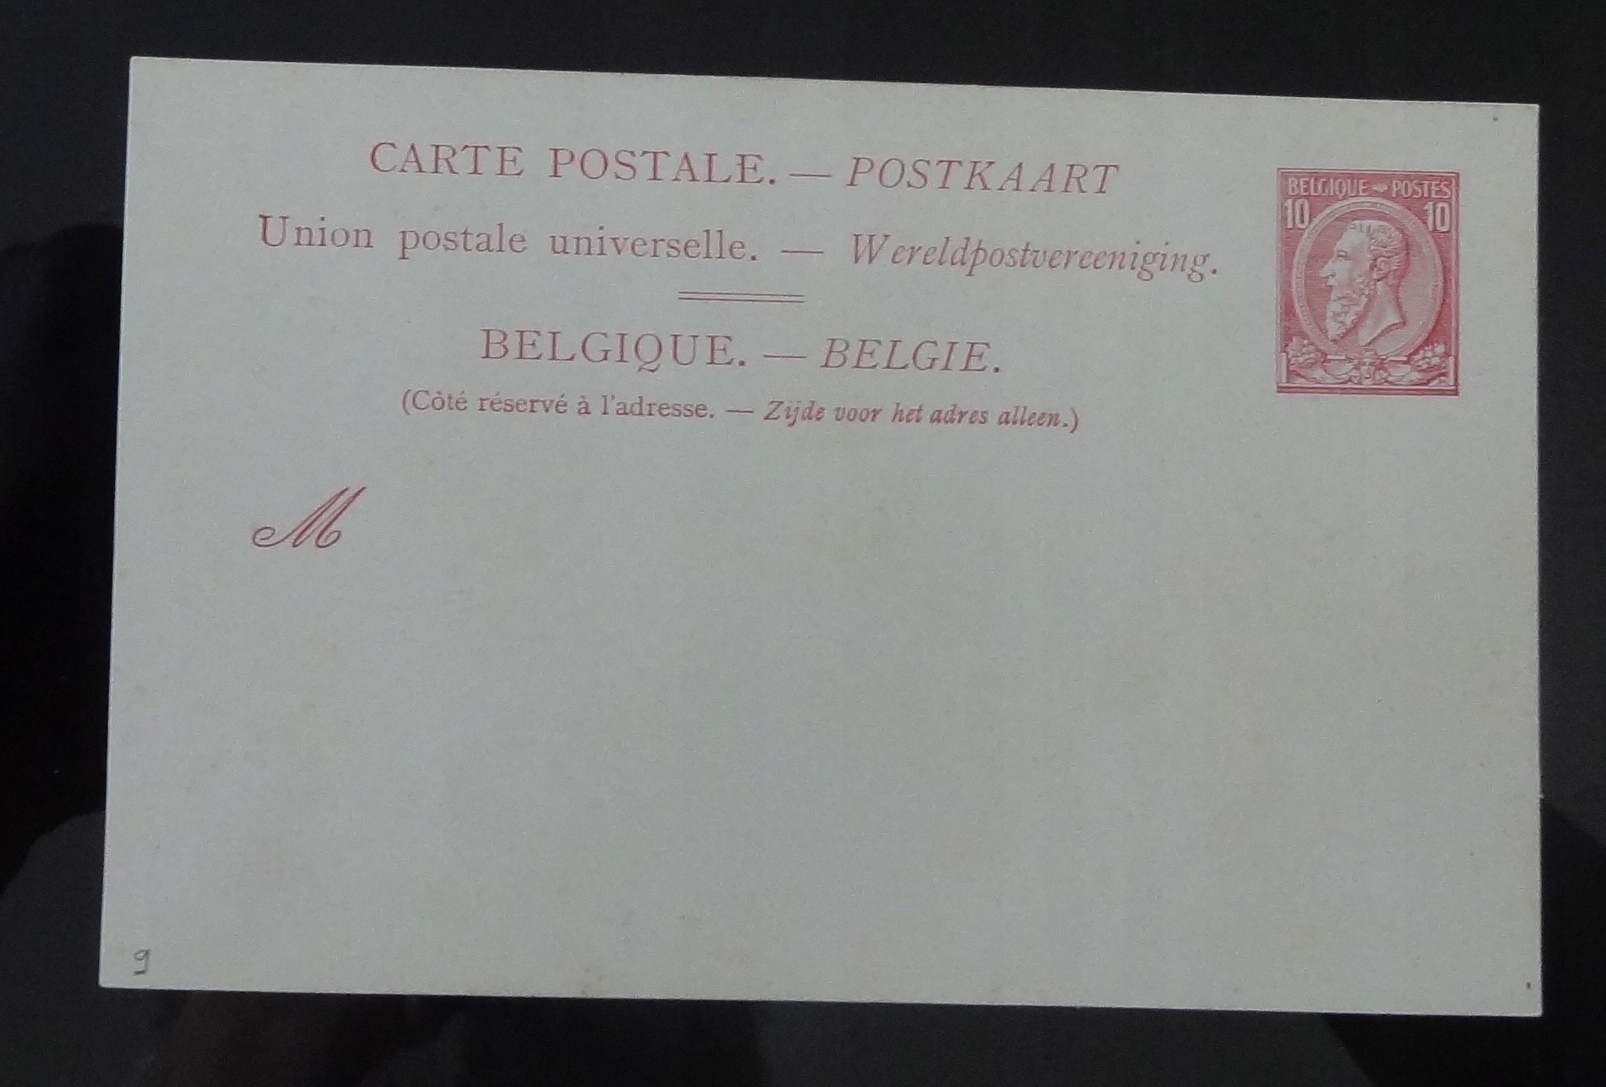 CARTE POSTALE. — POSTKAART
Union postale universelle. — Wereldpostvereeniging.
BELGIQUE. — BELGIE.
(Côté réservé à l'adresse. — Zijde voor het adres alleen.)
BELGIQUE POSTES
10 10
M
9